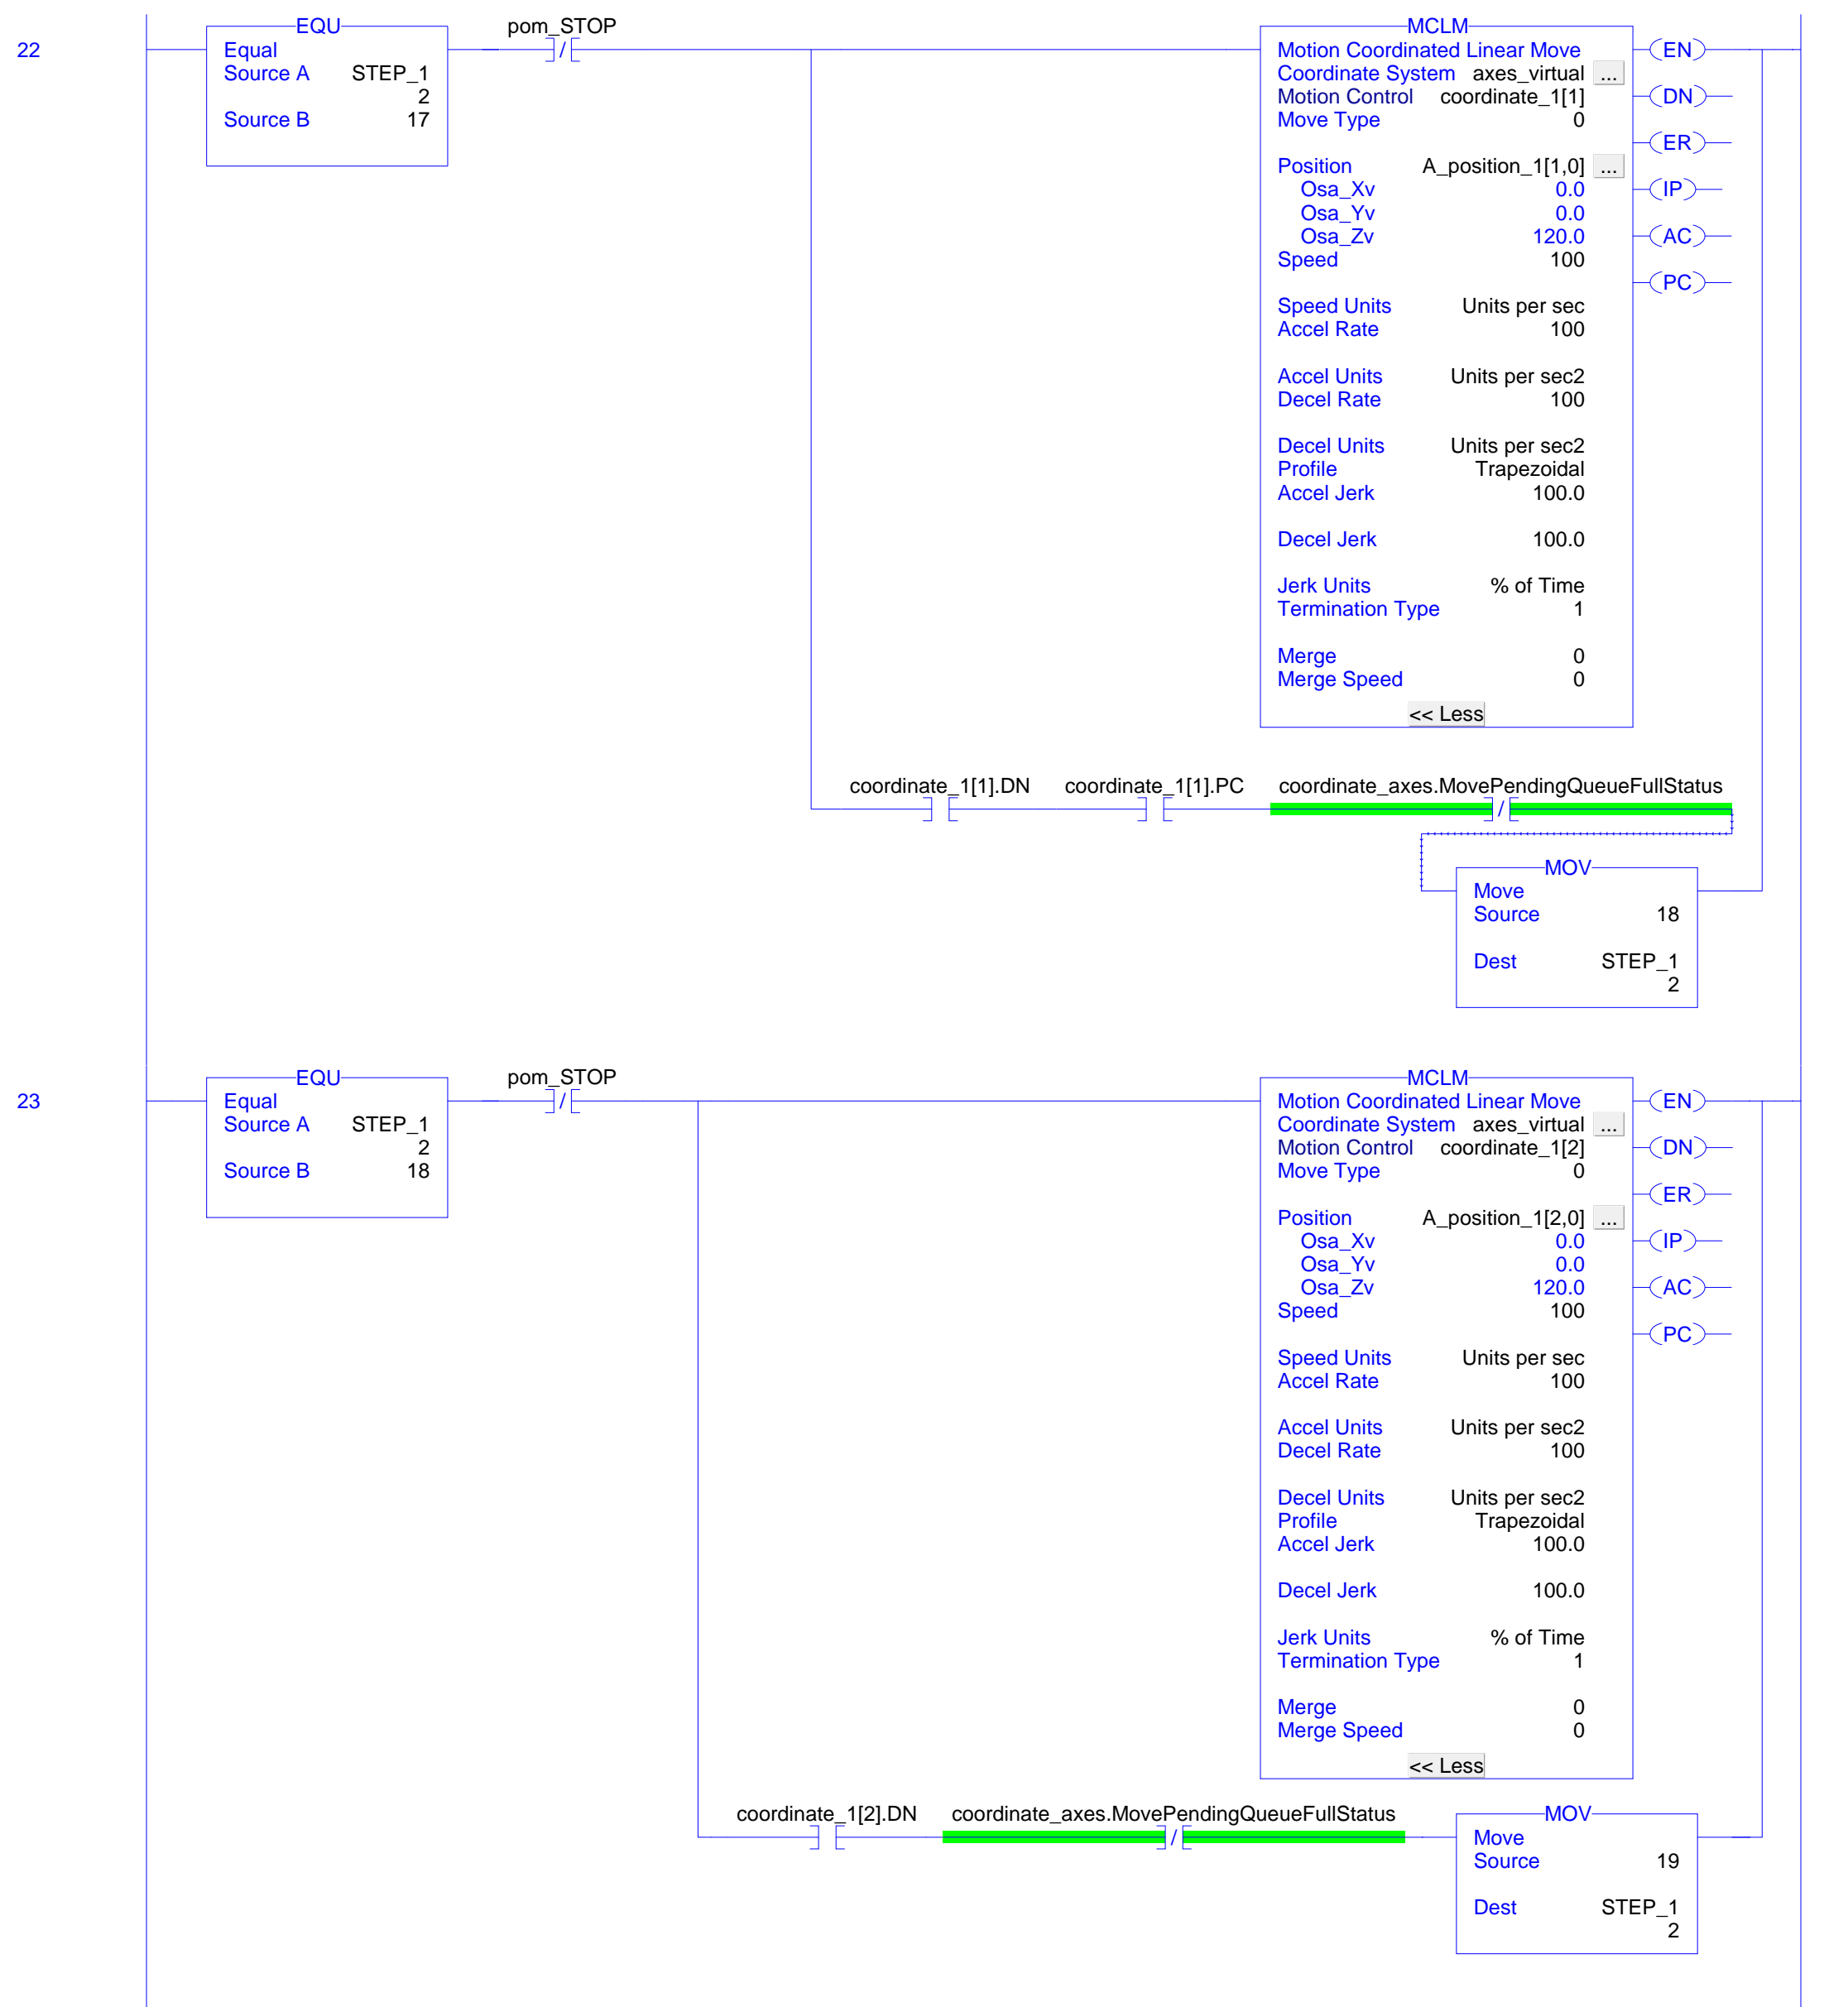 22
EQU
Equal
Source A STEP_1
2
Source B 17
pom_STOP
/
MCLM
Motion Coordinated Linear Move
Coordinate System axes_virtual ...
Motion Control coordinate_1[1]
Move Type 0
Position A_position_1[1,0] ...
Osa_Xv 0.0
Osa_Yv 0.0
Osa_Zv 120.0
Speed 100
Speed Units Units per sec
Accel Rate 100
Accel Units Units per sec2
Decel Rate 100
Decel Units Units per sec2
Profile Trapezoidal
Accel Jerk 100.0
Decel Jerk 100.0
Jerk Units % of Time
Termination Type 1
Merge 0
Merge Speed 0
<< Less
EN
DN
ER
IP
AC
PC
coordinate_1[1].DN coordinate_1[1].PC coordinate_axes.MovePendingQueueFullStatus
/
MOV
Move
Source 18
Dest STEP_1
2
23
EQU
Equal
Source A STEP_1
2
Source B 18
pom_STOP
/
MCLM
Motion Coordinated Linear Move
Coordinate System axes_virtual ...
Motion Control coordinate_1[2]
Move Type 0
Position A_position_1[2,0] ...
Osa_Xv 0.0
Osa_Yv 0.0
Osa_Zv 120.0
Speed 100
Speed Units Units per sec
Accel Rate 100
Accel Units Units per sec2
Decel Rate 100
Decel Units Units per sec2
Profile Trapezoidal
Accel Jerk 100.0
Decel Jerk 100.0
Jerk Units % of Time
Termination Type 1
Merge 0
Merge Speed 0
<< Less
EN
DN
ER
IP
AC
PC
coordinate_1[2].DN coordinate_axes.MovePendingQueueFullStatus
/
MOV
Move
Source 19
Dest STEP_1
2